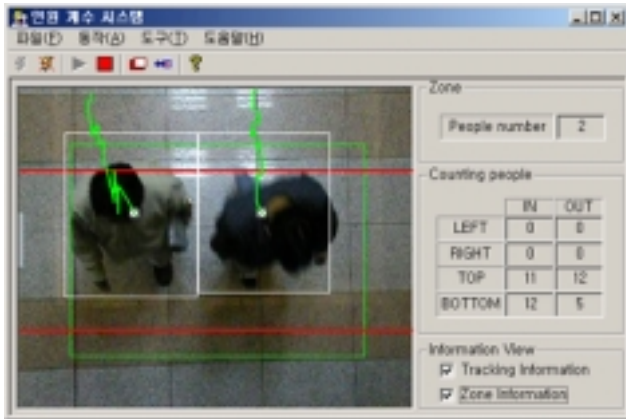 인원 계수 시스템
파일(F) 동작(A) 도구(T) 도움말(H)
Zone
People number 2
Counting people
IN OUT
LEFT 0 0
RIGHT 0 0
TOP 11 12
BOTTOM 12 5
Information View
Tracking Information
Zone Information